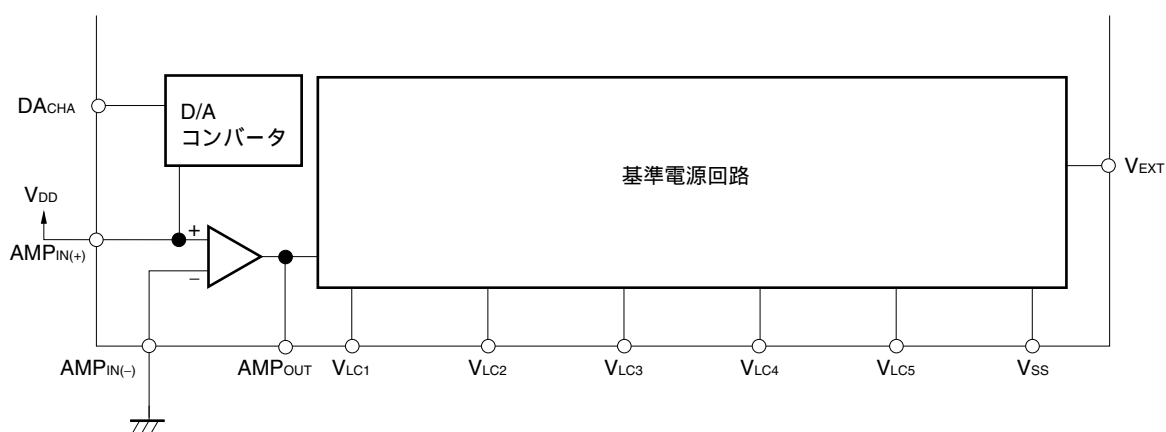 DACHA
D/A
コンバータ
基準電源回路
VEXT
VDD
AMPIN(+)
+
−
AMPIN(−)
AMPOUT
VLC1
VLC2
VLC3
VLC4
VLC5
VSS